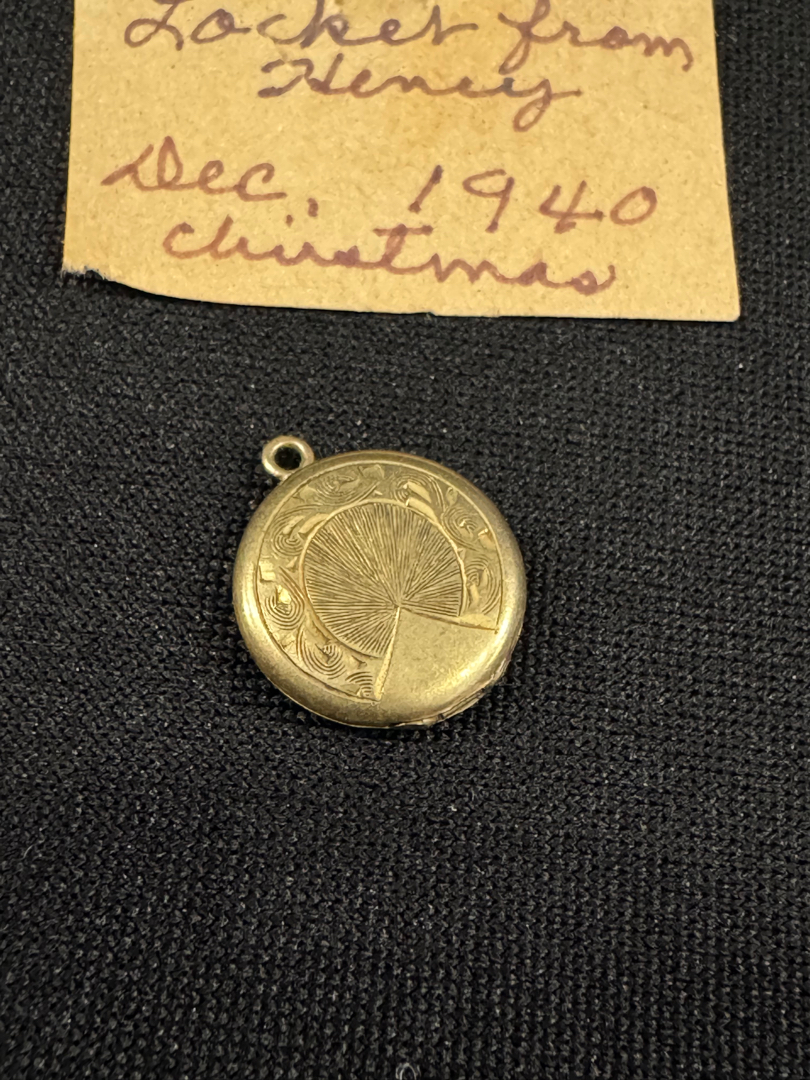 Locket from
Henry
Dec. 1940
Christmas